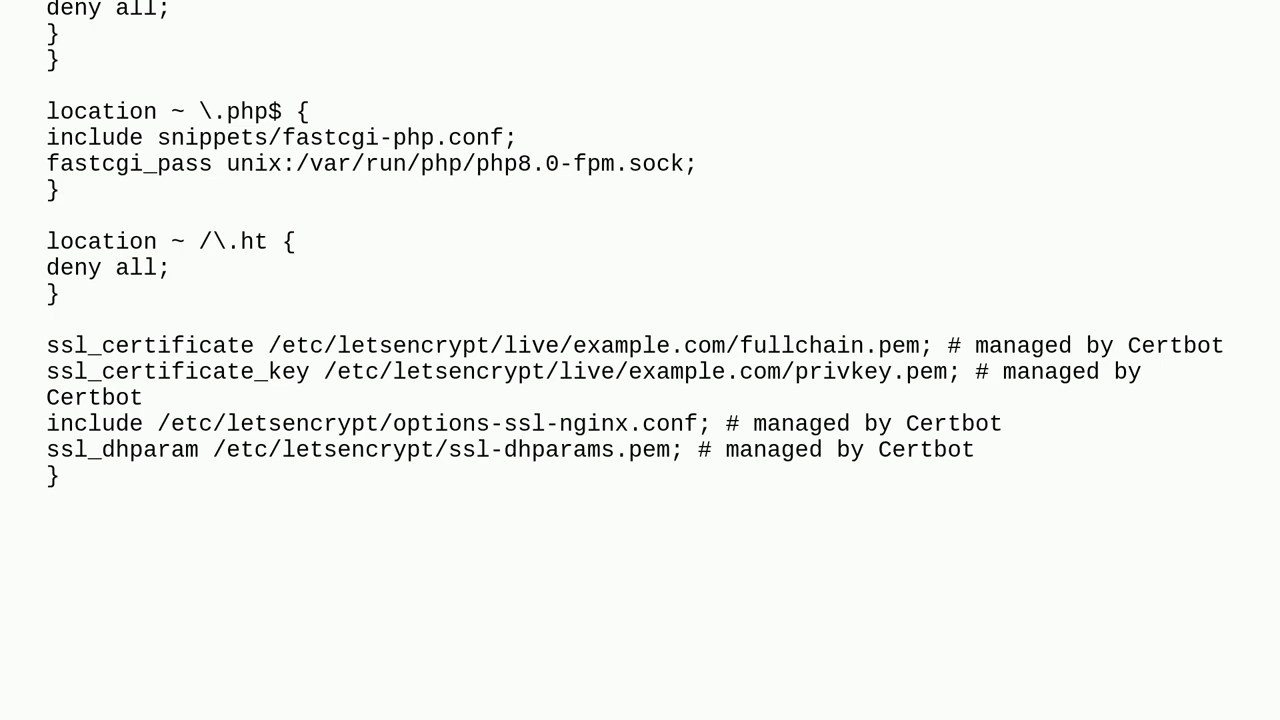 deny all;
}
}
location ~ \.php$ {
include snippets/fastcgi-php.conf;
fastcgi_pass unix:/var/run/php/php8.0-fpm.sock;
}
location ~ /\.ht {
deny all;
}
ssl_certificate /etc/letsencrypt/live/example.com/fullchain.pem; # managed by Certbot
ssl_certificate_key /etc/letsencrypt/live/example.com/privkey.pem; # managed by
Certbot
include /etc/letsencrypt/options-ssl-nginx.conf; # managed by Certbot
ssl_dhparam /etc/letsencrypt/ssl-dhparams.pem; # managed by Certbot
}